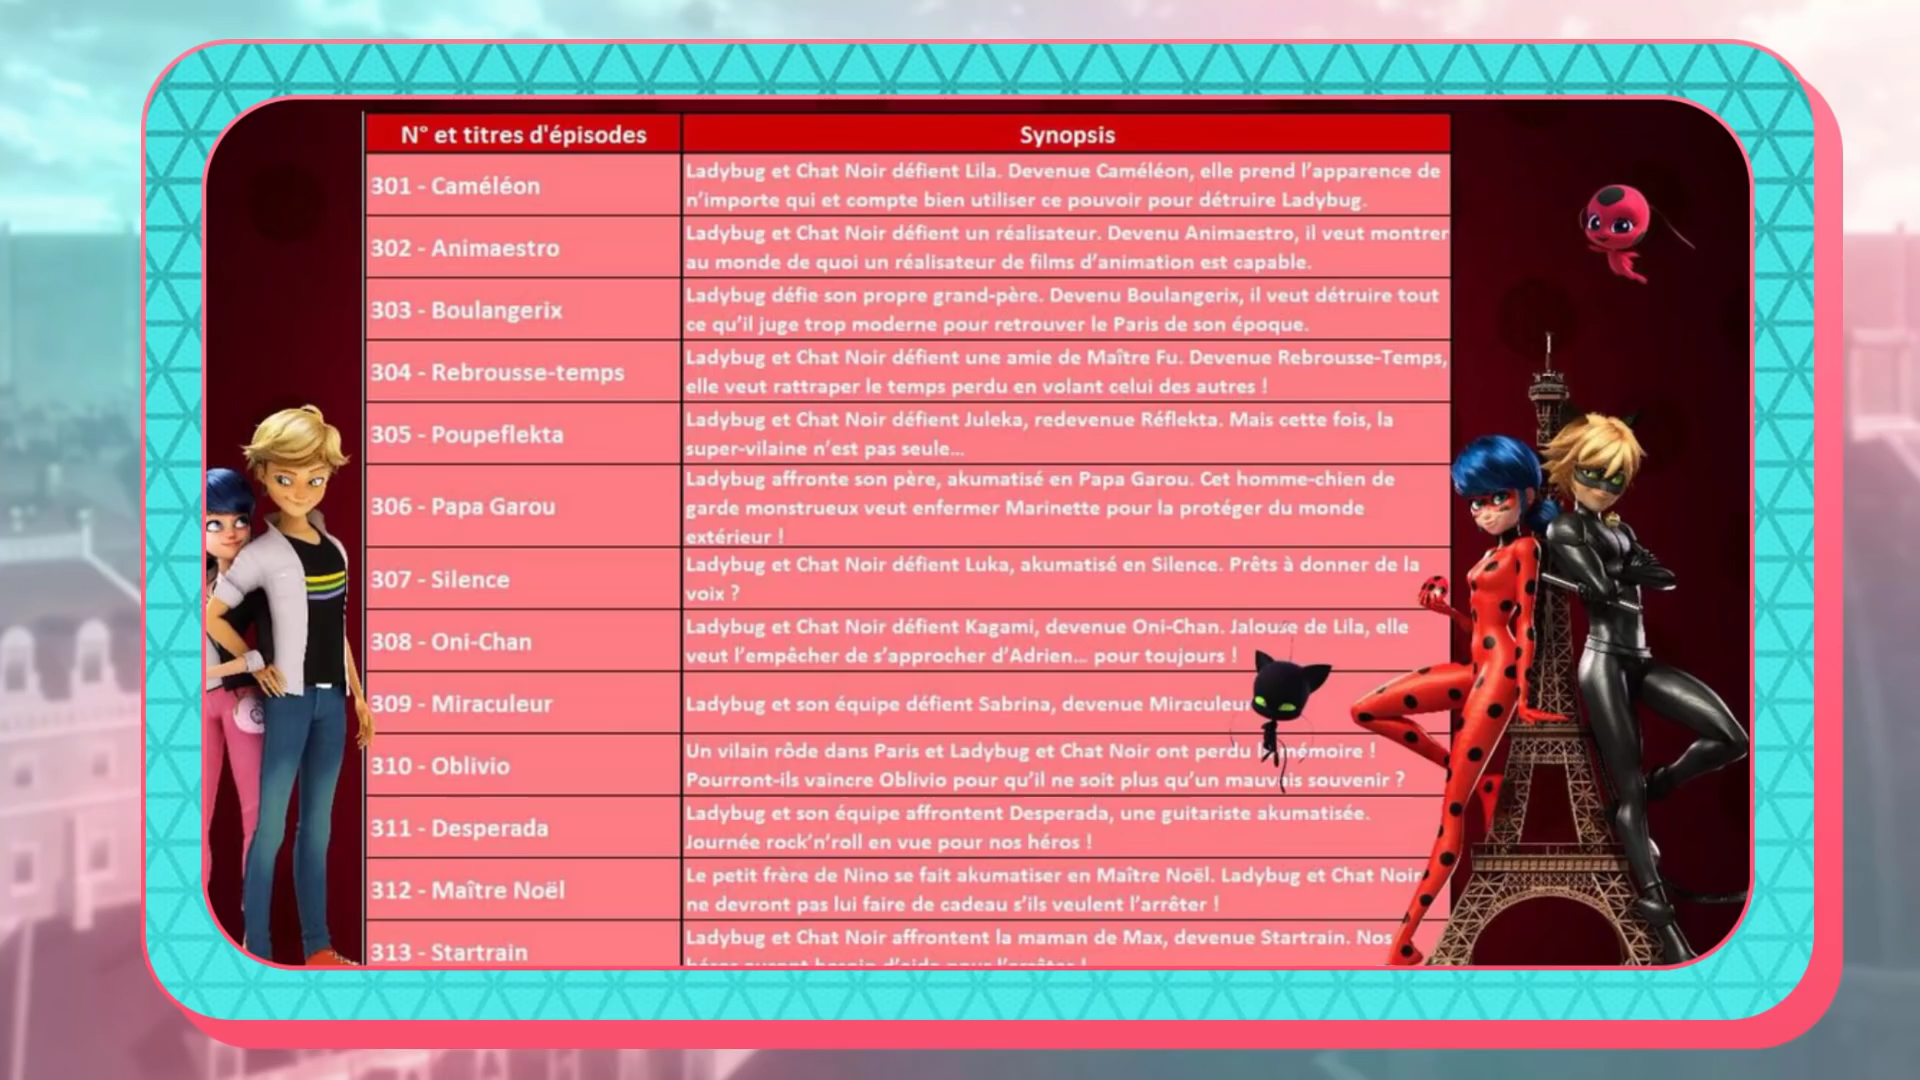 N° et titres d'épisodes
Synopsis
301 - Caméléon
Ladybug et Chat Noir défient Lila. Devenue Caméléon, elle prend l'apparence de
n'importe qui et compte bien utiliser ce pouvoir pour détruire Ladybug.
302 - Animaestro
Ladybug et Chat Noir défient un réalisateur. Devenu Animaestro, il veut montrer
au monde de quoi un réalisateur de films d'animation est capable.
303 - Boulangerix
Ladybug défie son propre grand-père. Devenu Boulangerix, il veut détruire tout
ce qu'il juge trop moderne pour retrouver le Paris de son époque.
304 - Rebrousse-temps
Ladybug et Chat Noir défient une amie de Maître Fu. Devenue Rebrousse-Temps,
elle veut rattraper le temps perdu en volant celui des autres !
305 - Poupeflekta
Ladybug et Chat Noir défient Juleka, redevenue Réflekta. Mais cette fois, la
super-vilaine n'est pas seule...
306 - Papa Garou
Ladybug affronte son père, akumatisé en Papa Garou. Cet homme-chien de
garde monstrueux veut enfermer Marinette pour la protéger du monde
extérieur !
307 - Silence
Ladybug et Chat Noir défient Luka, akumatisé en Silence. Prêts à donner de la
voix ?
308 - Oni-Chan
Ladybug et Chat Noir défient Kagami, devenue Oni-Chan. Jalouse de Lila, elle
veut l'empêcher de s'approcher d'Adrien... pour toujours !
309 - Miraculeur
Ladybug et son équipe défient Sabrina, devenue Miraculeur
310 - Oblivio
Un vilain rôde dans Paris et Ladybug et Chat Noir ont perdu la mémoire !
Pourront-ils vaincre Oblivio pour qu'il ne soit plus qu'un mauvais souvenir ?
311 - Desperada
Ladybug et son équipe affrontent Desperada, une guitariste akumatisée.
Journée rock'n'roll en vue pour nos héros !
312 - Maître Noël
Le petit frère de Nino se fait akumatiser en Maître Noël. Ladybug et Chat Noir
ne devront pas lui faire de cadeau s'ils veulent l'arrêter !
313 - Startrain
Ladybug et Chat Noir affrontent la maman de Max, devenue Startrain. Nos